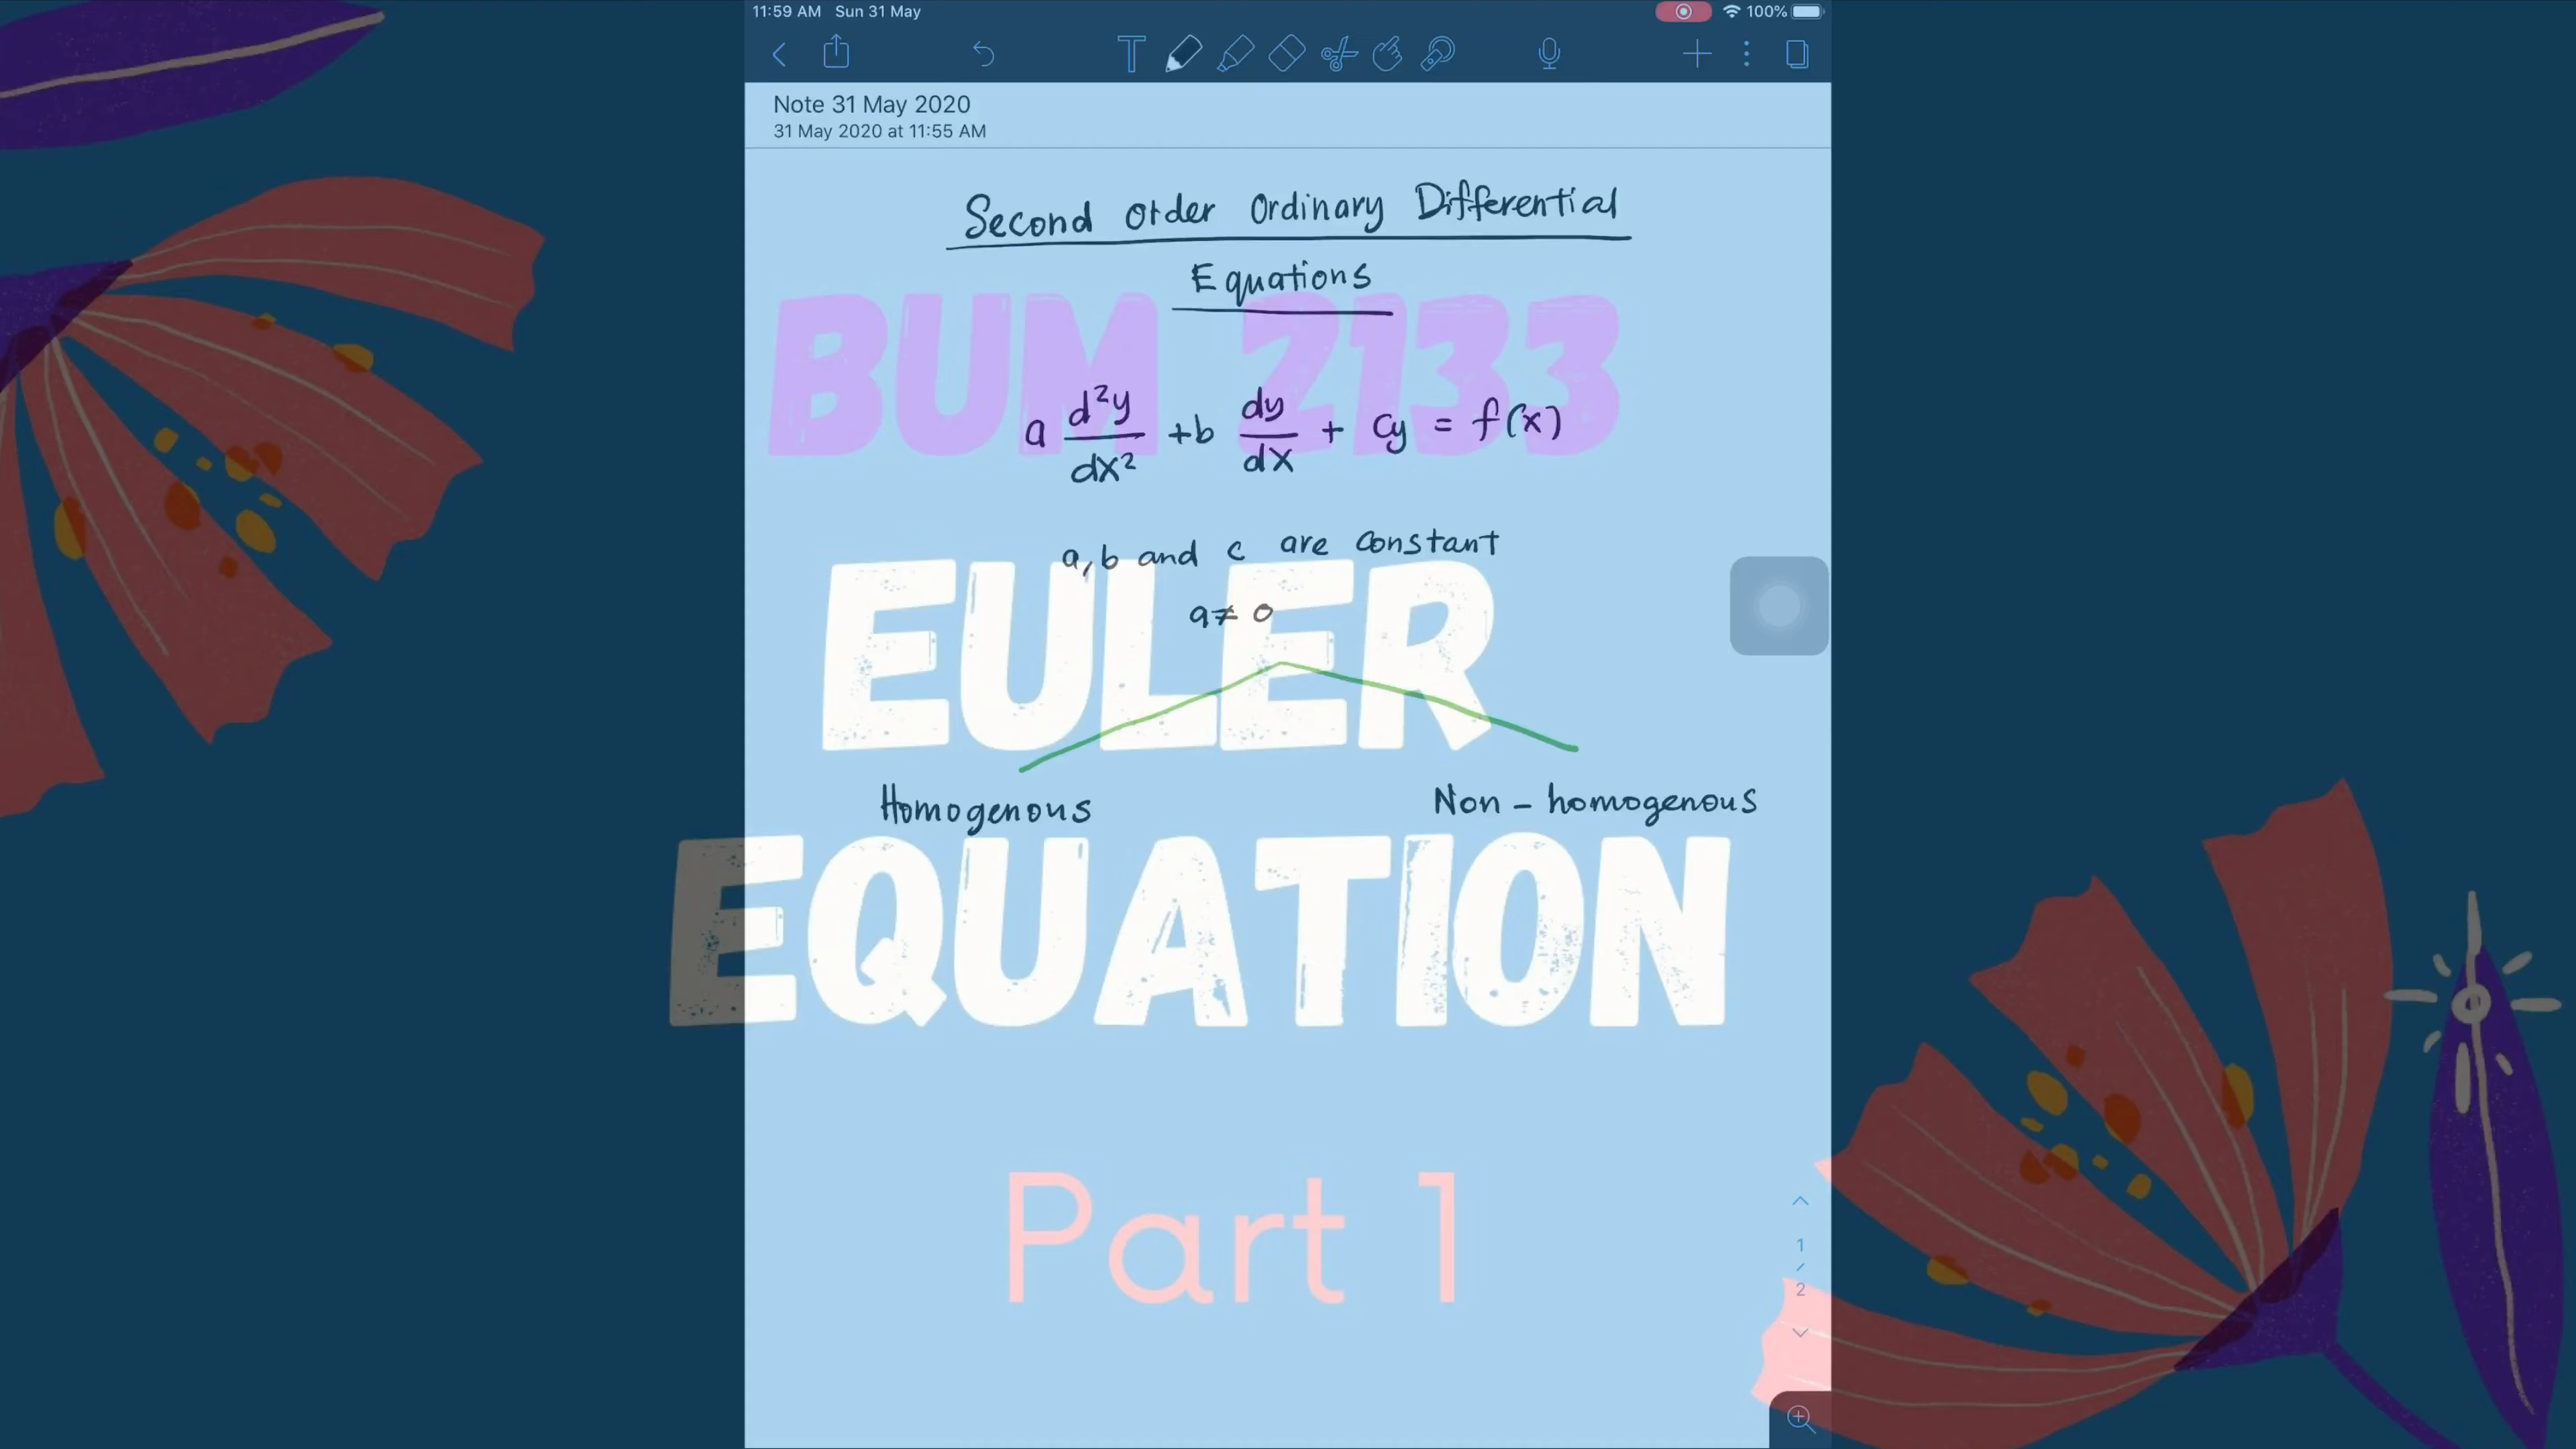 11:59 AM Sun 31 May
100%
Note 31 May 2020
31 May 2020 at 11:55 AM
Second Order Ordinary Differential
Equations
BUM 2133
a d²y/dx² + b dy/dx + cy = f(x)
a, b and c are constant
a ≠ 0
EULER
Homogenous Non - homogenous
EQUATION
Part 1
1
/
2